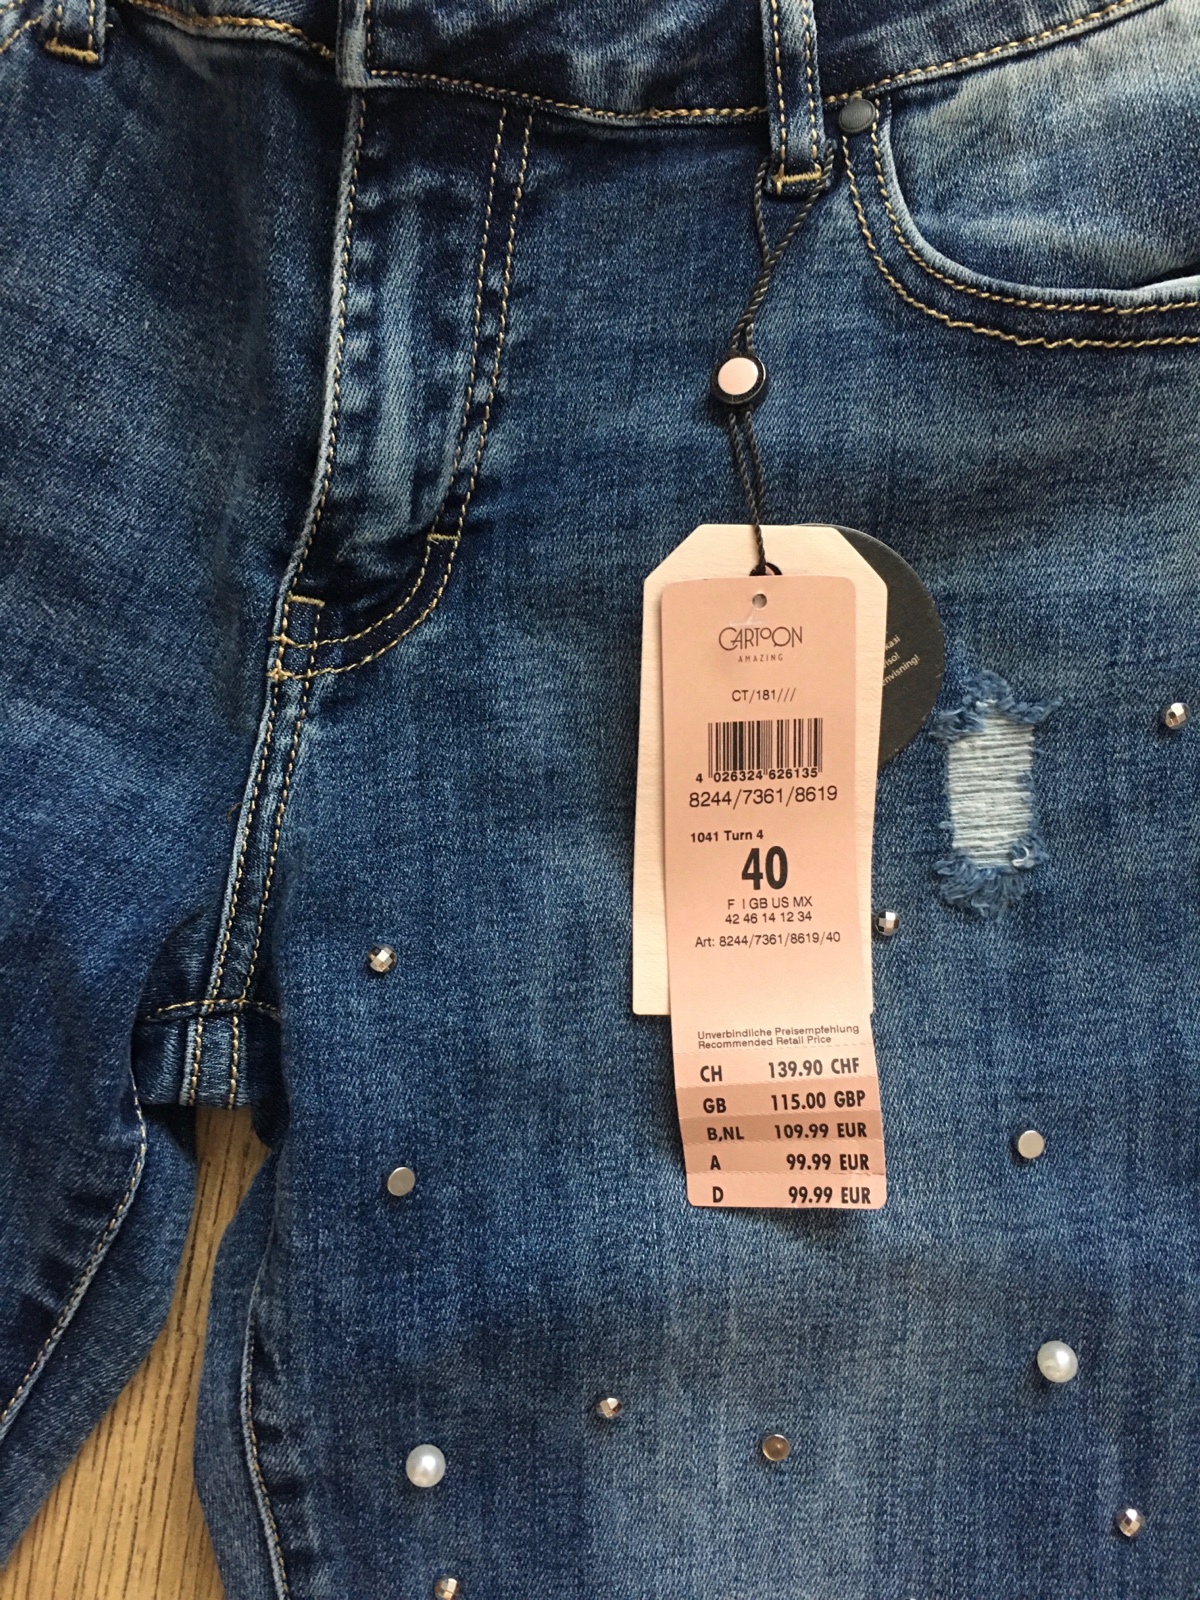 CARTOON
AMAZING
CT/181///
4 026324 626135
8244/7361/8619
1041 Turn 4
40
F I GB US MX
42 46 14 12 34
Art: 8244/7361/8619/40
Unverbindliche Preisempfehlung
Recommended Retail Price
CH 139.90 CHF
GB 115.00 GBP
B,NL 109.99 EUR
A 99.99 EUR
D 99.99 EUR